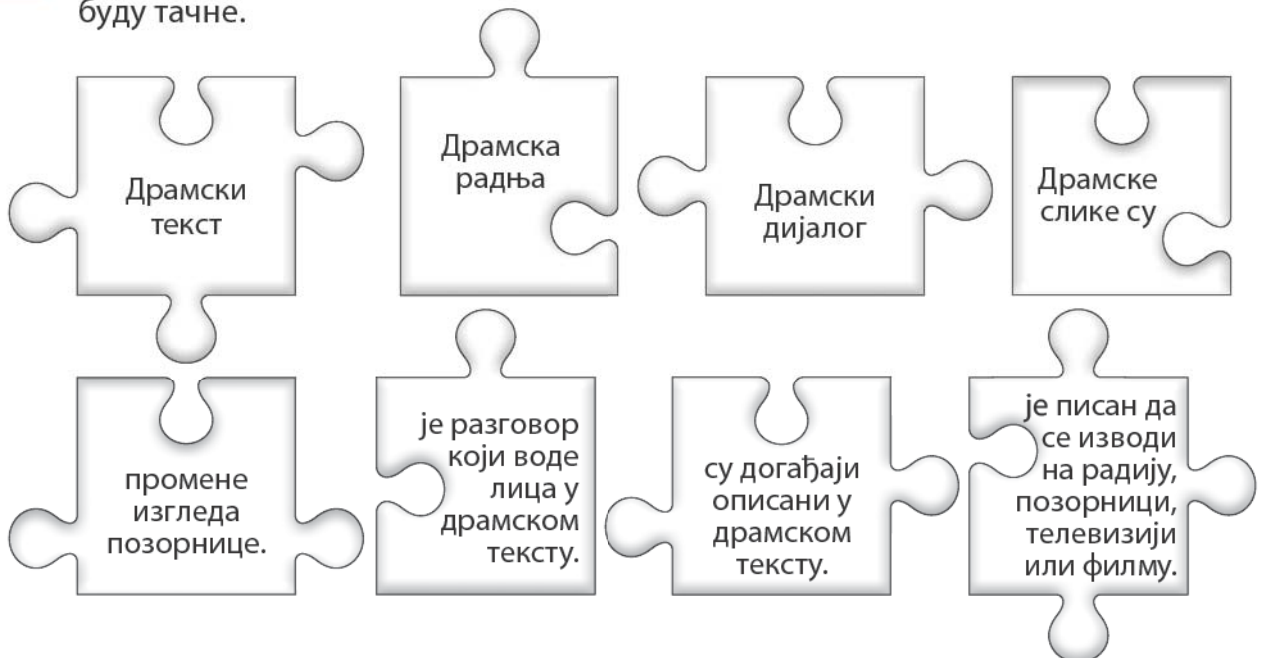 буду тачне.
Драмски
текст
Драмска
радња
Драмски
дијалог
Драмске
слике су
промене
изгледа
позорнице.
је разговор
који воде
лица у
драмском
тексту.
су догађаји
описани у
драмском
тексту.
је писан да
се изводи
на радију,
позорници,
телевизији
или филму.